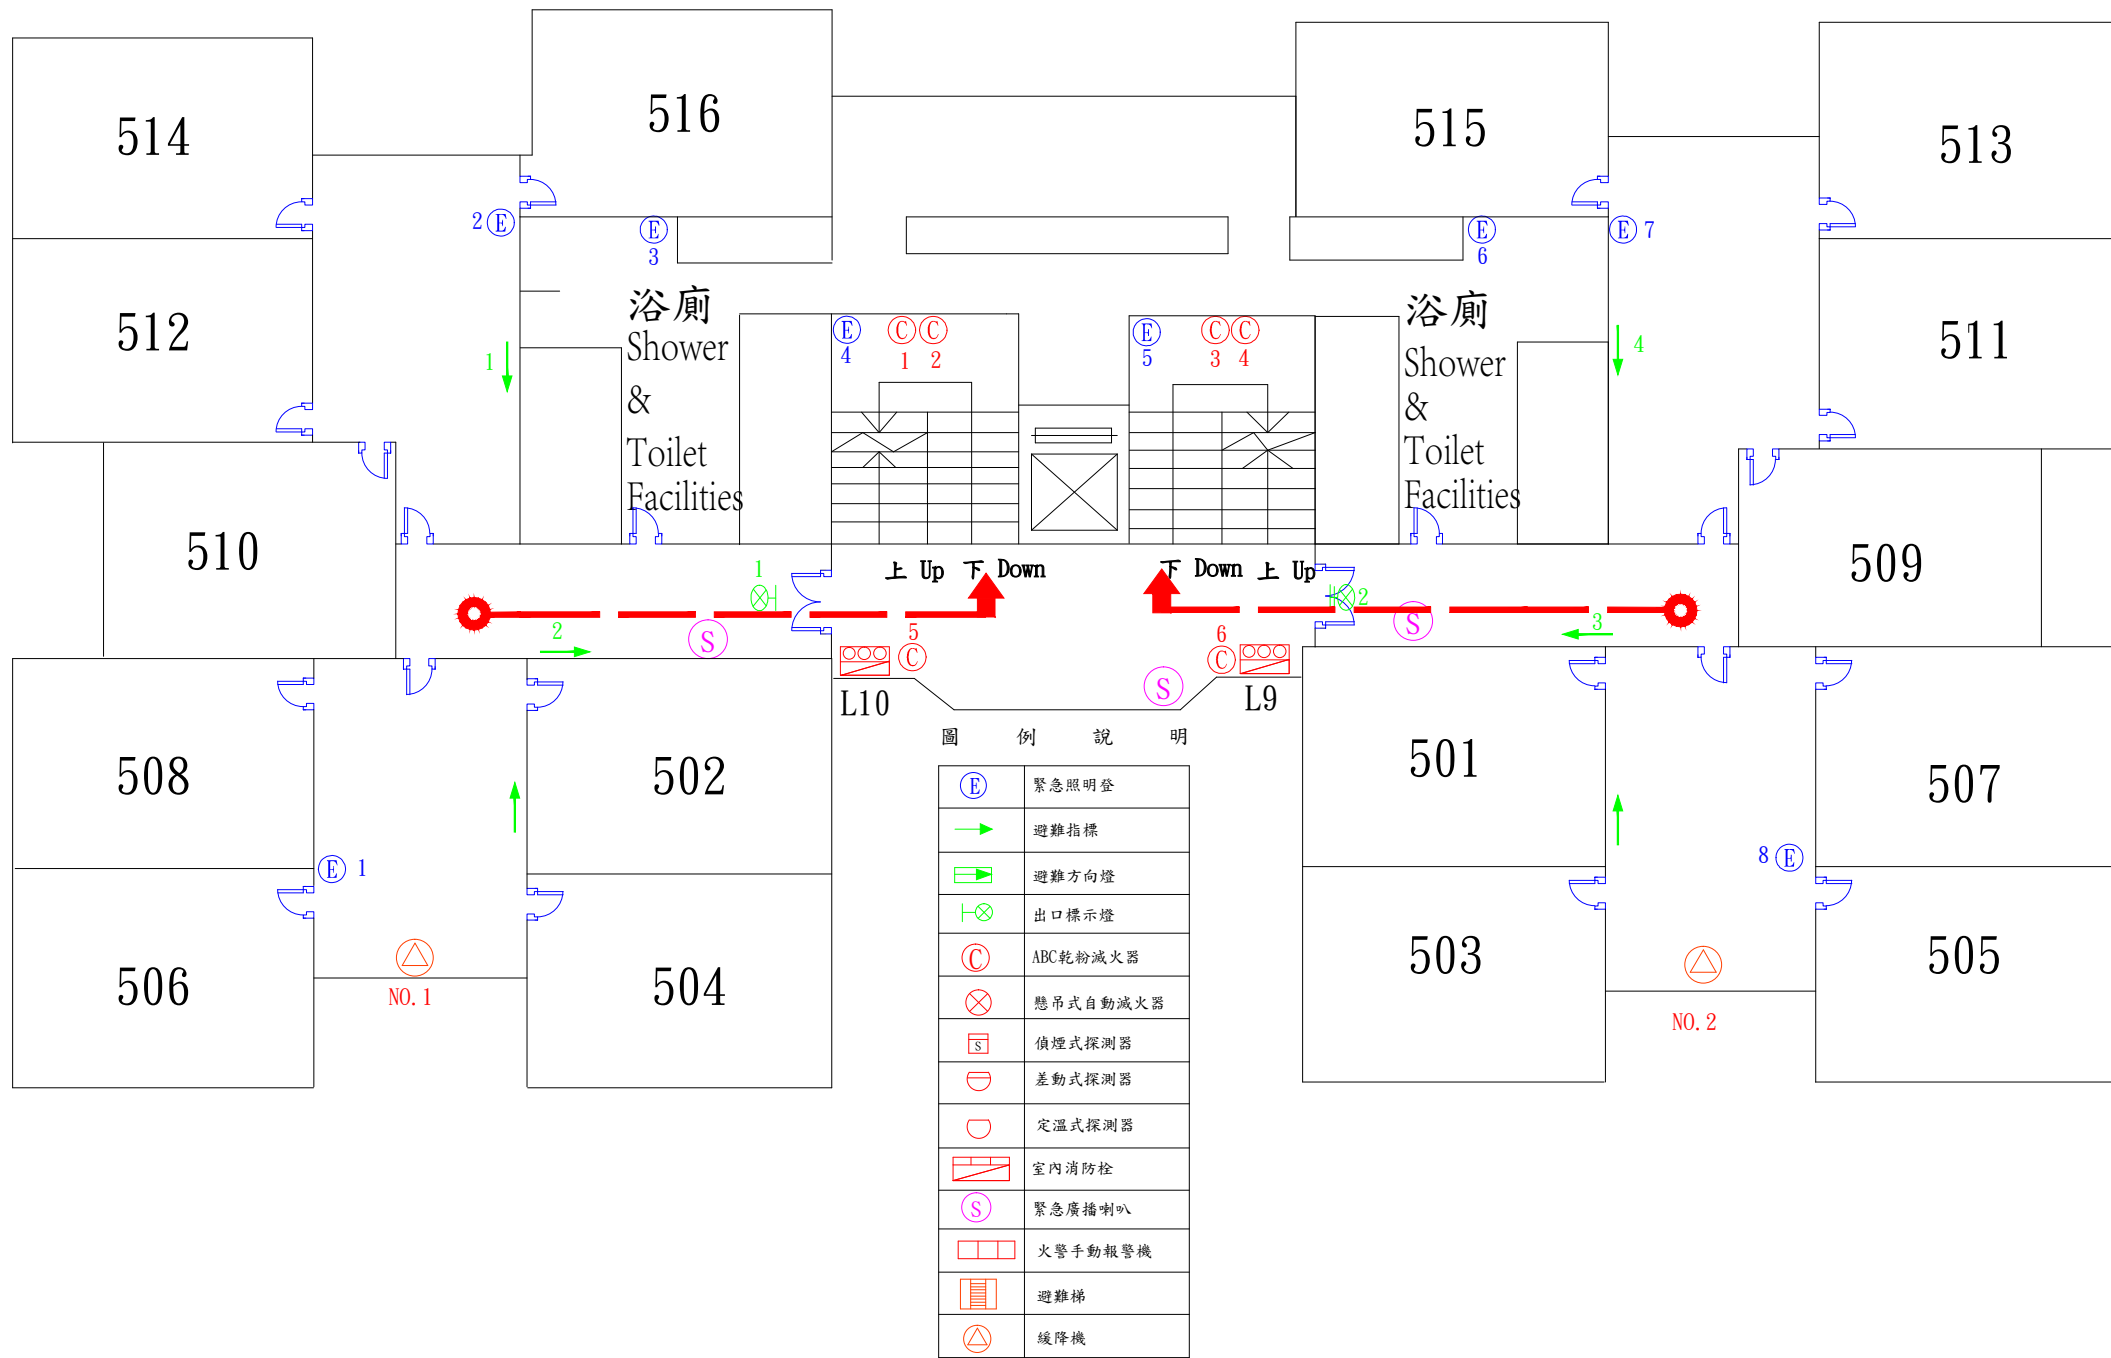 514
516
515
513
2 E
E
3
E
6
E 7
512
浴廁
Shower
&
Toilet
Facilities
E
4
C C
1 2
E
5
C C
3 4
浴廁
Shower
&
Toilet
Facilities
511
1
4
510
1
上 Up 下 Down
下 Down 上 Up
2
509
2
S
5
C
6
C
S
3
L10
S
L9
508
502
501
507
E 1
8 E
506
504
503
505
NO.1
NO.2
圖 例 說 明
E 緊急照明登
避難指標
避難方向燈
出口標示燈
C ABC乾粉滅火器
懸吊式自動滅火器
S 偵煙式探測器
差動式探測器
定溫式探測器
室內消防栓
S 緊急廣播喇叭
火警手動報警機
避難梯
緩降機